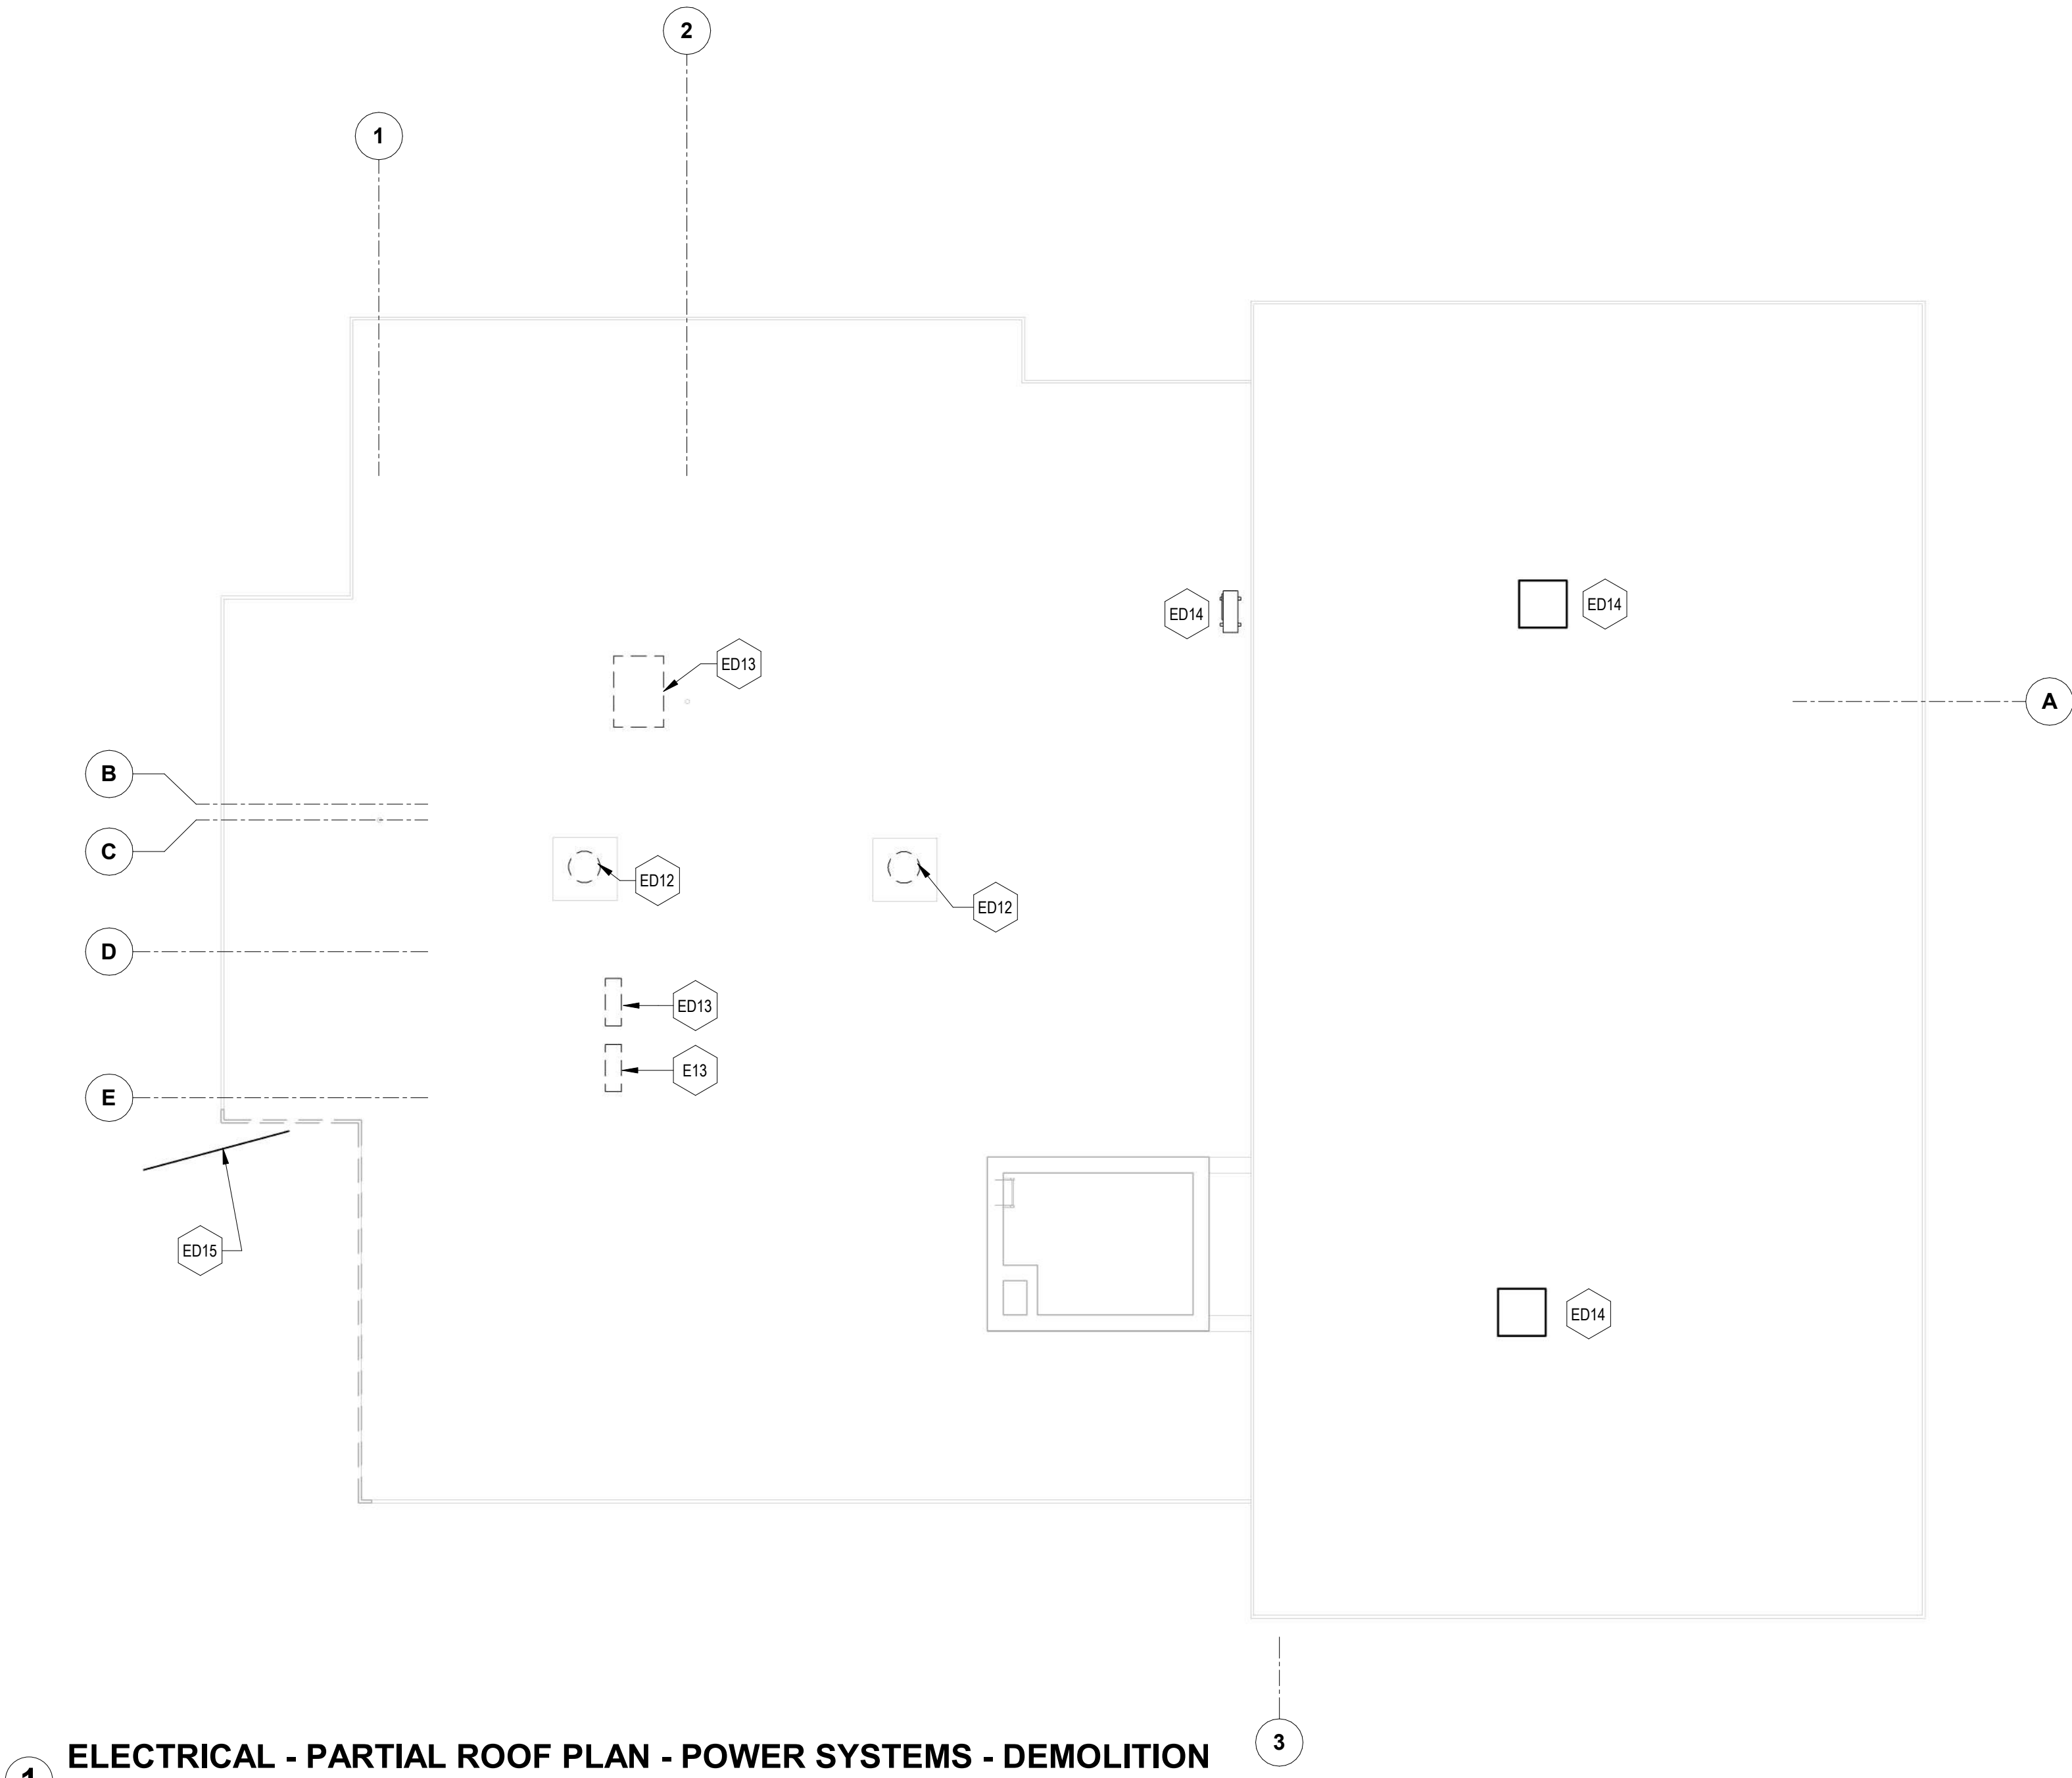 2
1
ED14
ED14
ED13
A
B
C
ED12
ED12
D
ED13
E13
E
ED15
ED14
3
1
ELECTRICAL - PARTIAL ROOF PLAN - POWER SYSTEMS - DEMOLITION